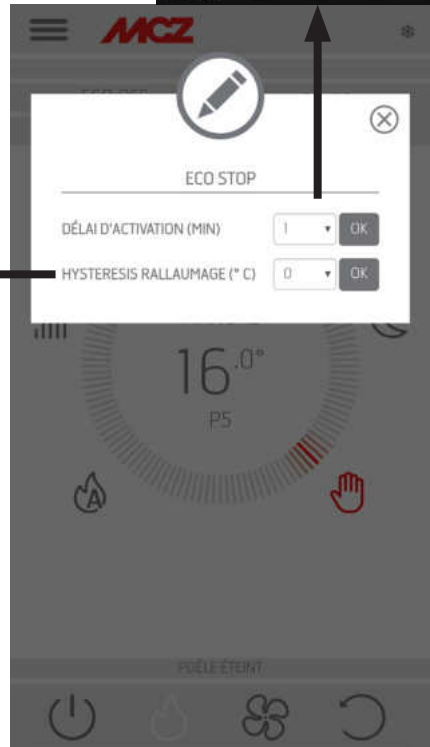 MCZ
ECO STOP
DÉLAI D'ACTIVATION (MIN)
1
OK
HYSTERESIS RALLAUMAGE (° C)
0
OK
16.0°
P5
POÊLE ÉTEINT